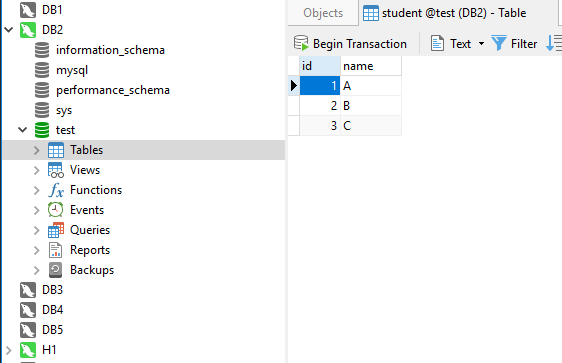 DB1
DB2
information_schema
mysql
performance_schema
sys
test
Tables
Views
Functions
Events
Queries
Reports
Backups
DB3
DB4
DB5
H1
Objects student @test (DB2) - Table
Begin Transaction Text Filter
id name
1 A
2 B
3 C